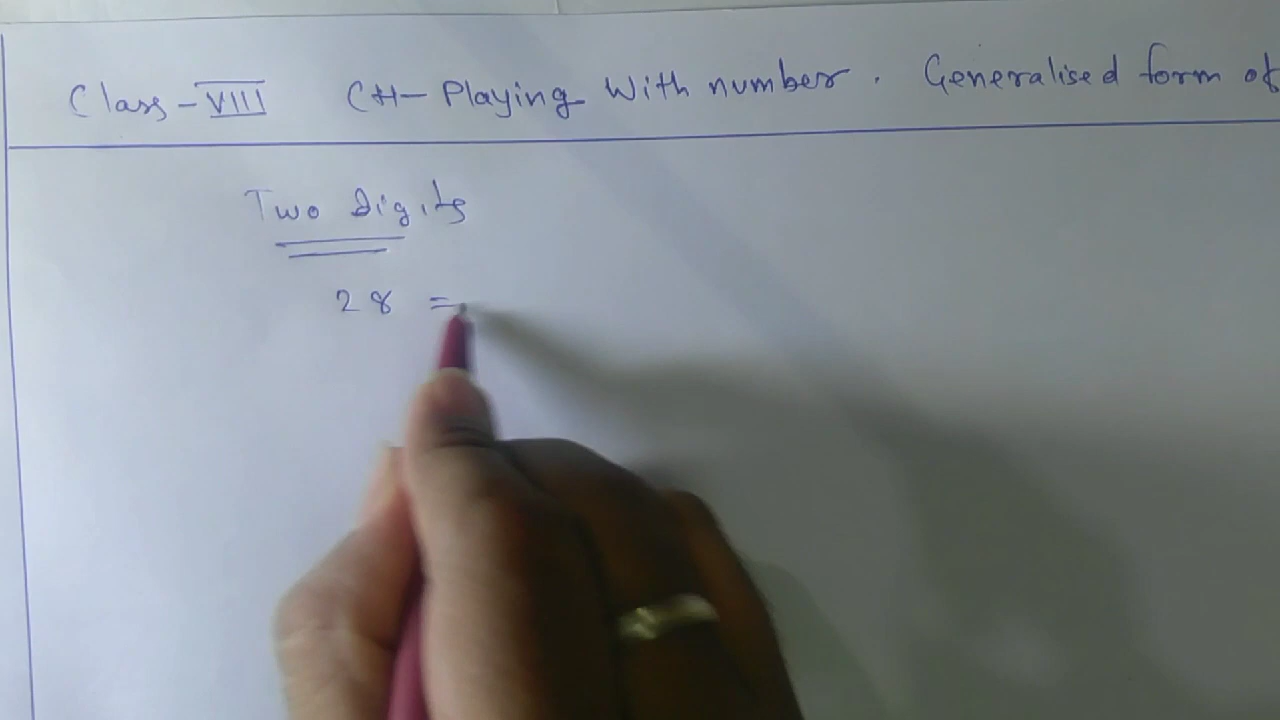 Class - VIII CH- Playing With number. Generalised form of
Two digits
28 =